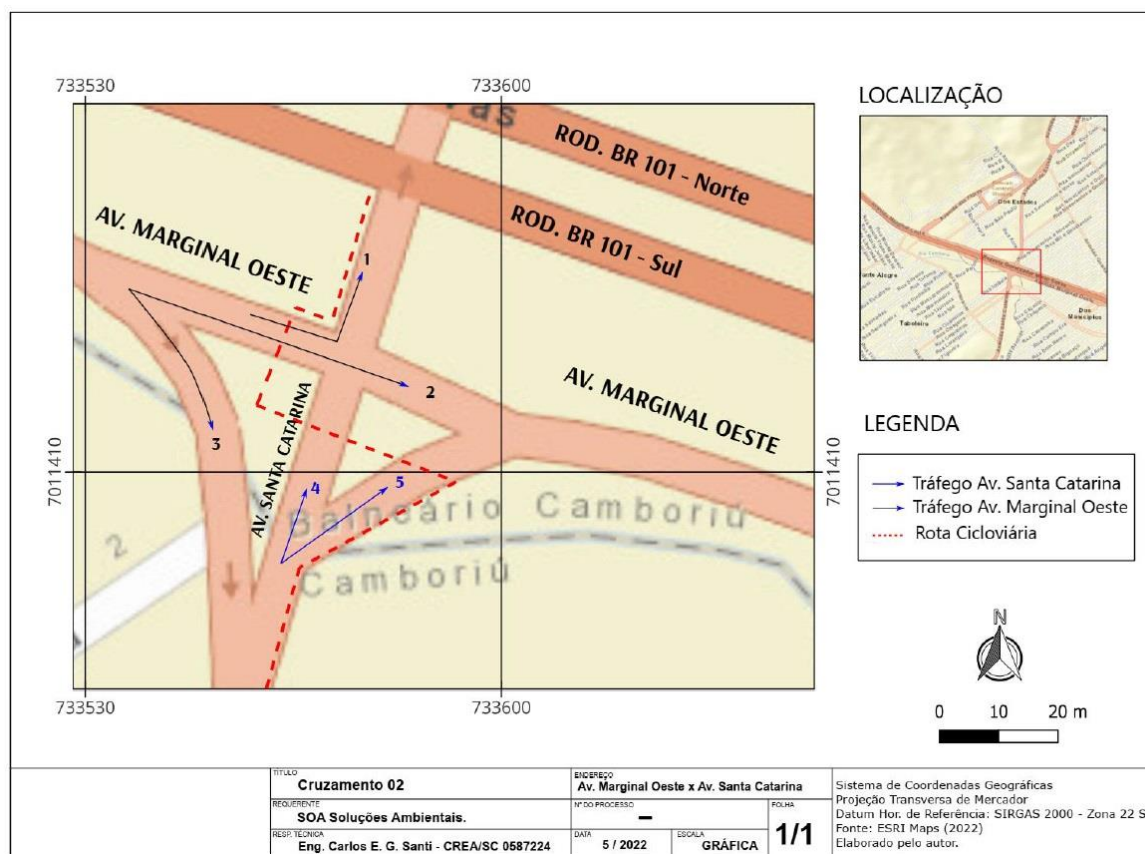 733530
733600
ROD. BR 101 - Norte
ROD. BR 101 - Sul
AV. MARGINAL OESTE
1
2
3
AV. SANTA CATARINA
AV. MARGINAL OESTE
7011410
7011410
4
5
Balneário Camboriú
Camboriú
2
733530
733600
LOCALIZAÇÃO
Dos Estados
Tabuleiro
Dos
Municípios
LEGENDA
Tráfego Av. Santa Catarina
Tráfego Av. Marginal Oeste
Rota Cicloviária
N
0 10 20 m
TÍTULO
Cruzamento 02
ENDEREÇO
Av. Marginal Oeste x Av. Santa Catarina
REQUERENTE
SOA Soluções Ambientais.
Nº DO PROCESSO
—
FOLHA
1/1
RESP. TÉCNICA
Eng. Carlos E. G. Santi - CREA/SC 0587224
DATA
5 / 2022
ESCALA
GRÁFICA
Sistema de Coordenadas Geográficas
Projeção Transversa de Mercador
Datum Hor. de Referência: SIRGAS 2000 - Zona 22 S
Fonte: ESRI Maps (2022)
Elaborado pelo autor.